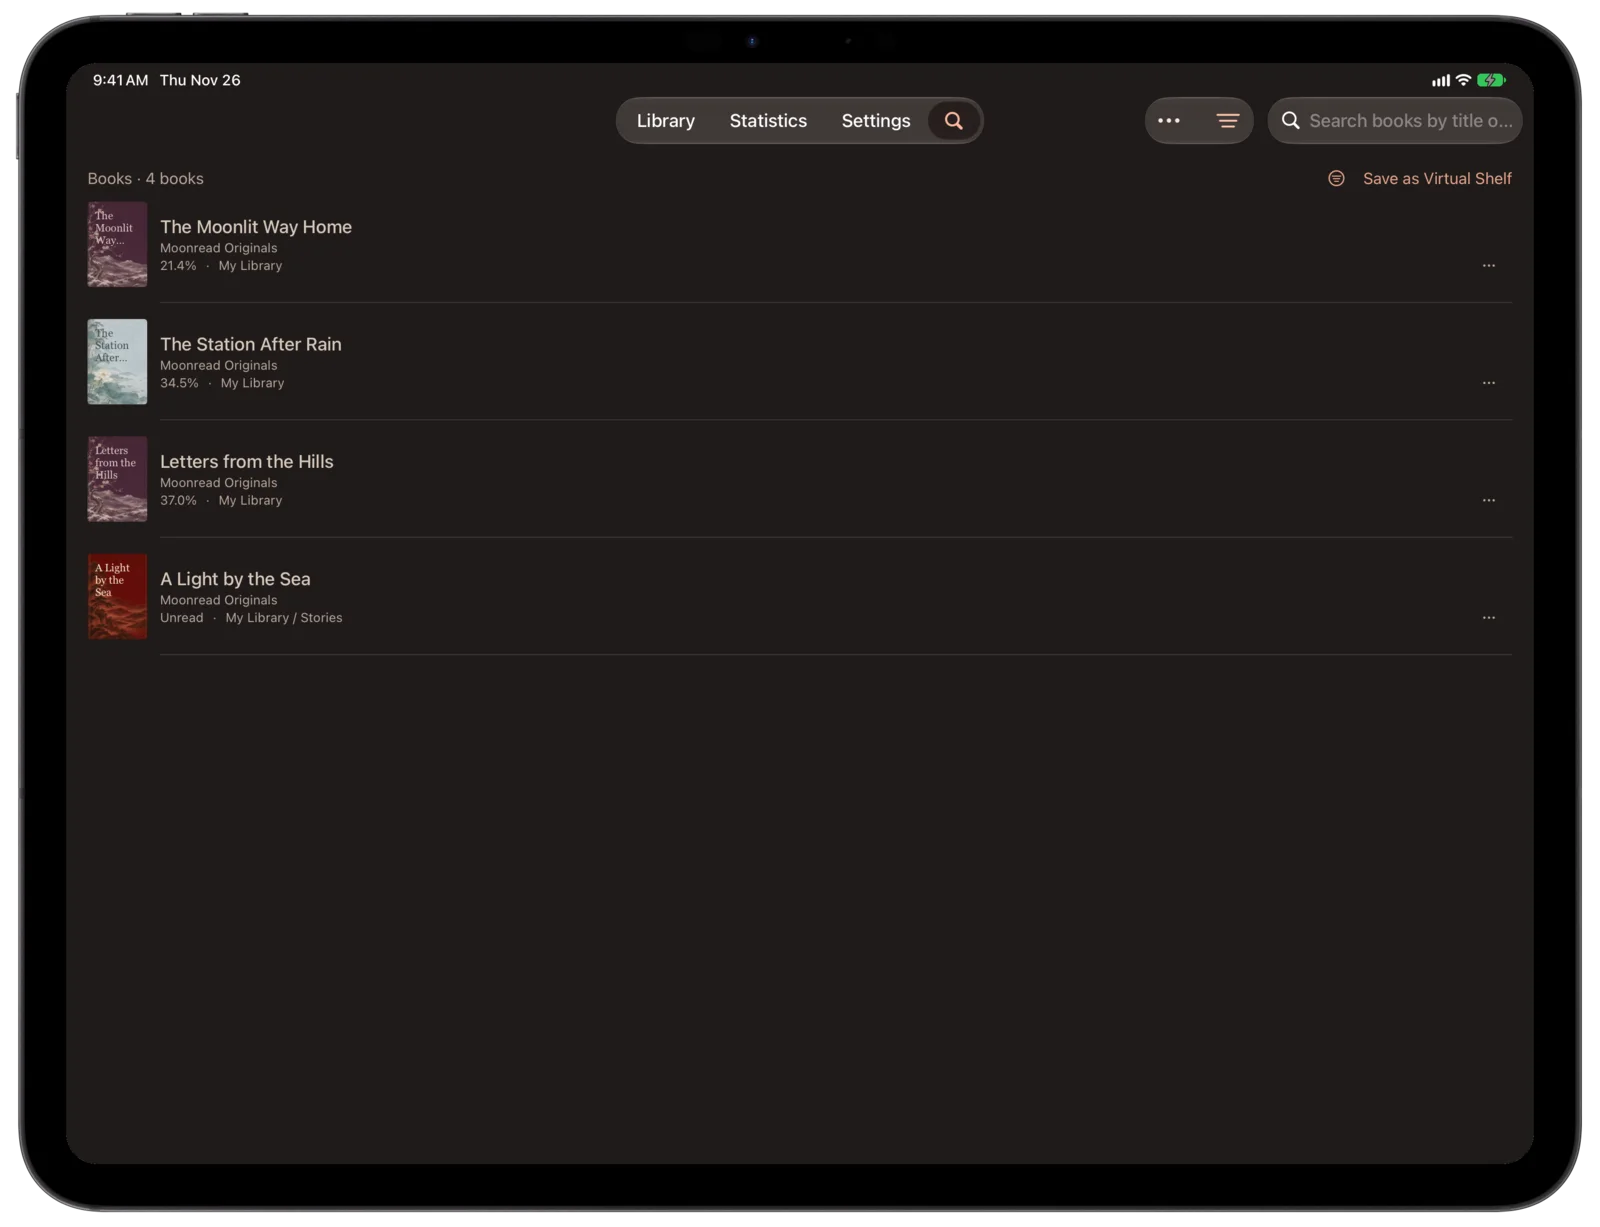 9:41 AM Thu Nov 26
Library Statistics Settings
Search books by title o...
Books · 4 books
Save as Virtual Shelf
The
Moonlit
Way...
The Moonlit Way Home
Moonread Originals
21.4% · My Library
The
Station
After...
The Station After Rain
Moonread Originals
34.5% · My Library
Letters
from the
Hills
Letters from the Hills
Moonread Originals
37.0% · My Library
A Light
by the
Sea
A Light by the Sea
Moonread Originals
Unread · My Library / Stories